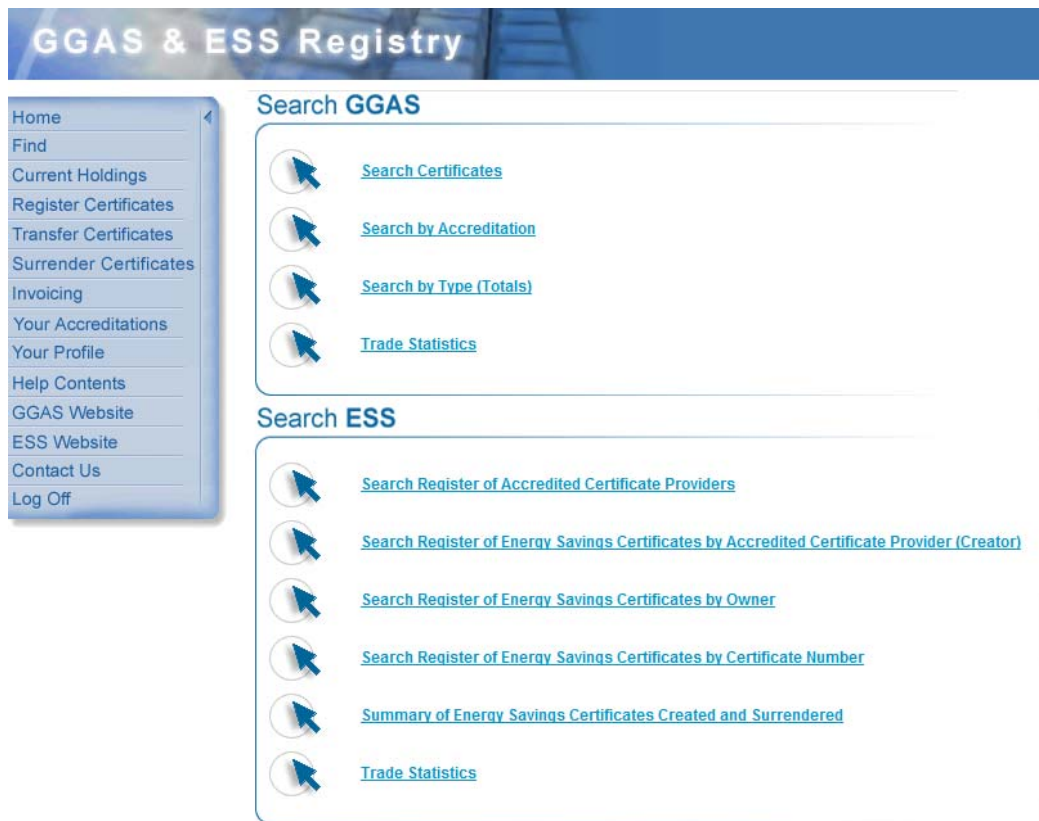 GGAS & ESS Registry
Home
Find
Current Holdings
Register Certificates
Transfer Certificates
Surrender Certificates
Invoicing
Your Accreditations
Your Profile
Help Contents
GGAS Website
ESS Website
Contact Us
Log Off
Search GGAS
Search Certificates
Search by Accreditation
Search by Type (Totals)
Trade Statistics
Search ESS
Search Register of Accredited Certificate Providers
Search Register of Energy Savings Certificates by Accredited Certificate Provider (Creator)
Search Register of Energy Savings Certificates by Owner
Search Register of Energy Savings Certificates by Certificate Number
Summary of Energy Savings Certificates Created and Surrendered
Trade Statistics